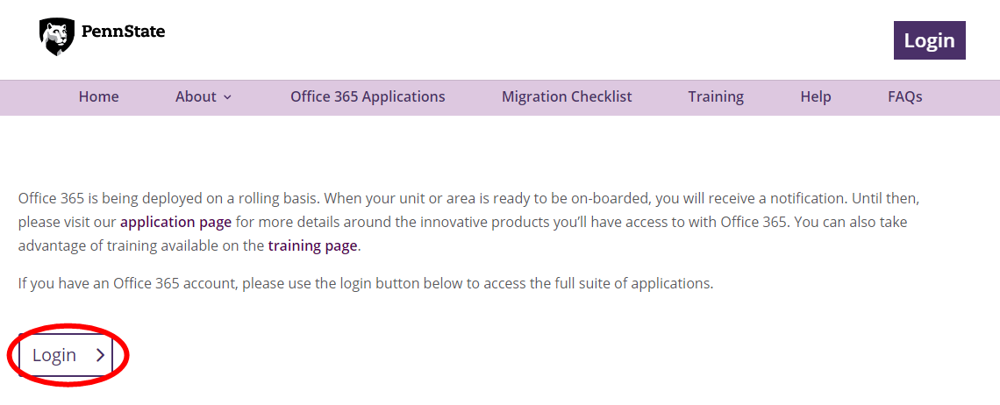 PennState
Login
Home About Office 365 Applications Migration Checklist Training Help FAQs
Office 365 is being deployed on a rolling basis. When your unit or area is ready to be on-boarded, you will receive a notification. Until then,
please visit our application page for more details around the innovative products you’ll have access to with Office 365. You can also take
advantage of training available on the training page.
If you have an Office 365 account, please use the login button below to access the full suite of applications.
Login